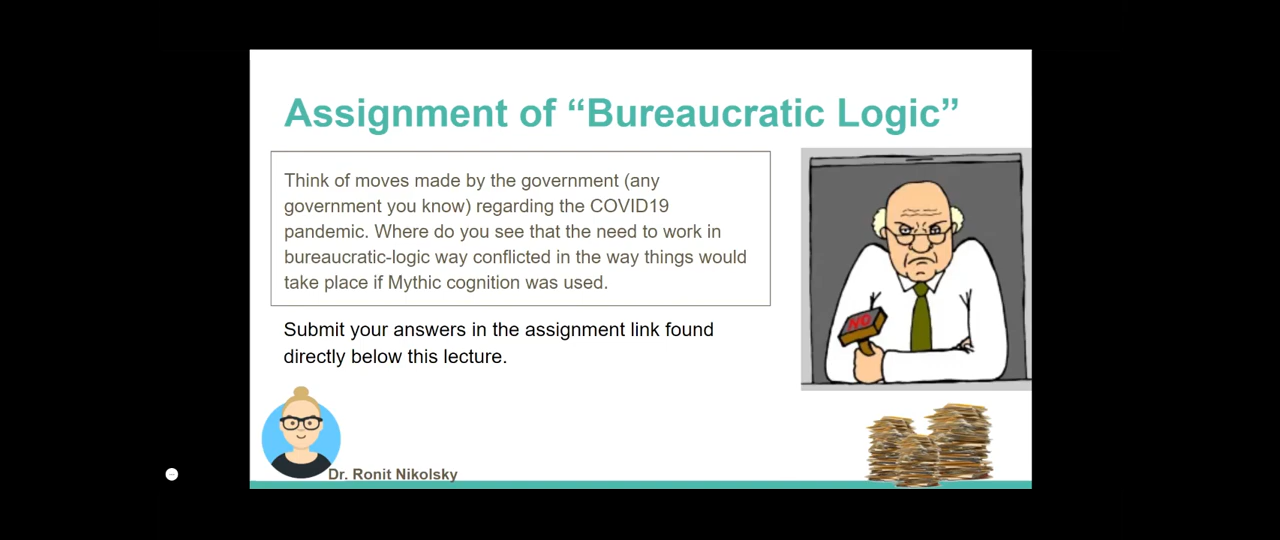 Assignment of “Bureaucratic Logic”
Think of moves made by the government (any
government you know) regarding the COVID19
pandemic. Where do you see that the need to work in
bureaucratic-logic way conflicted in the way things would
take place if Mythic cognition was used.
NO
Submit your answers in the assignment link found
directly below this lecture.
Dr. Ronit Nikolsky